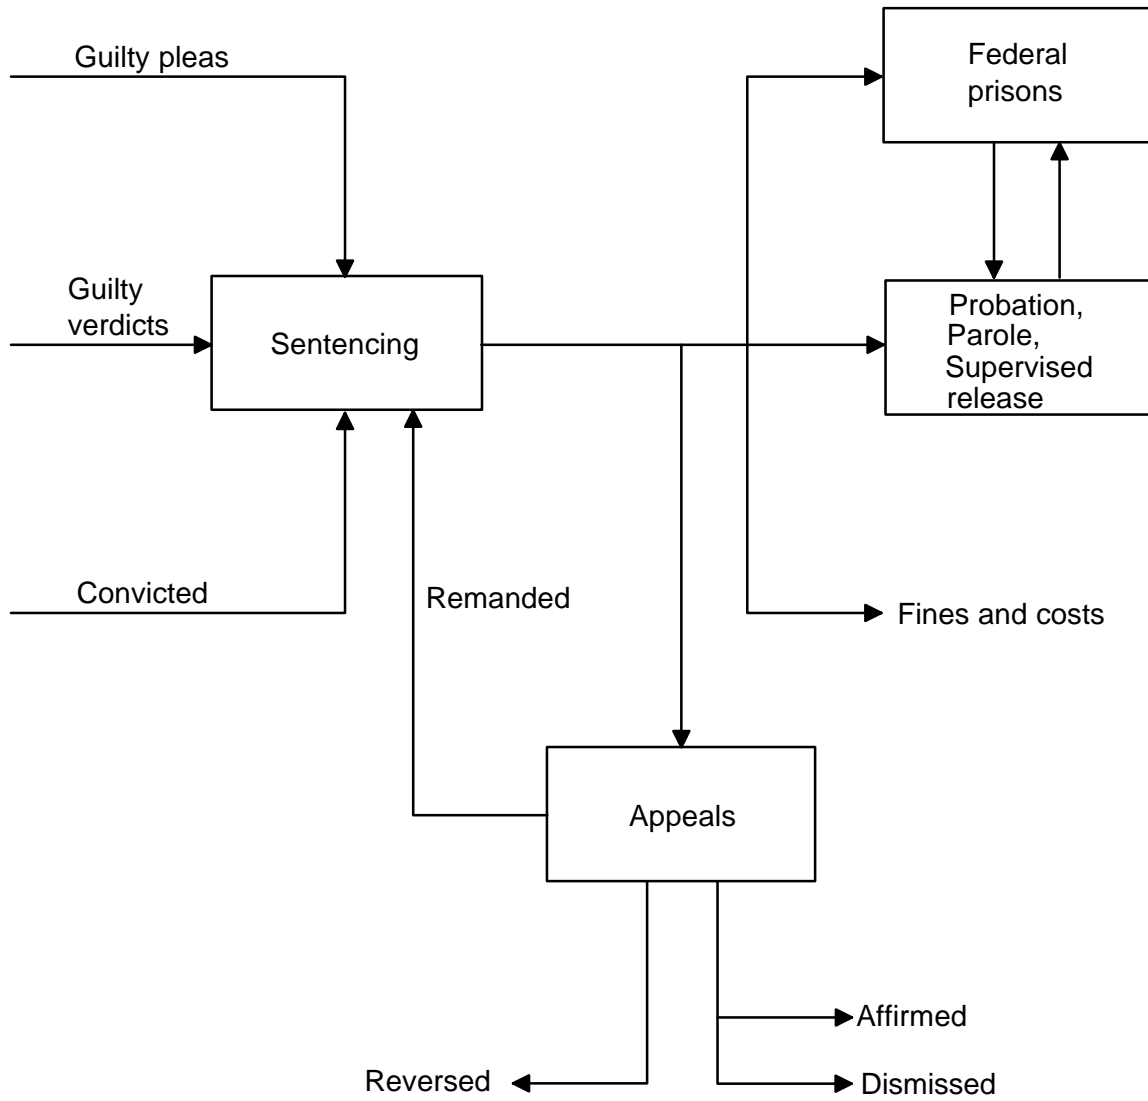 Guilty pleas
Federal
prisons
Guilty
verdicts
Sentencing
Probation,
Parole,
Supervised
release
Convicted
Remanded
Fines and costs
Appeals
Affirmed
Reversed
Dismissed